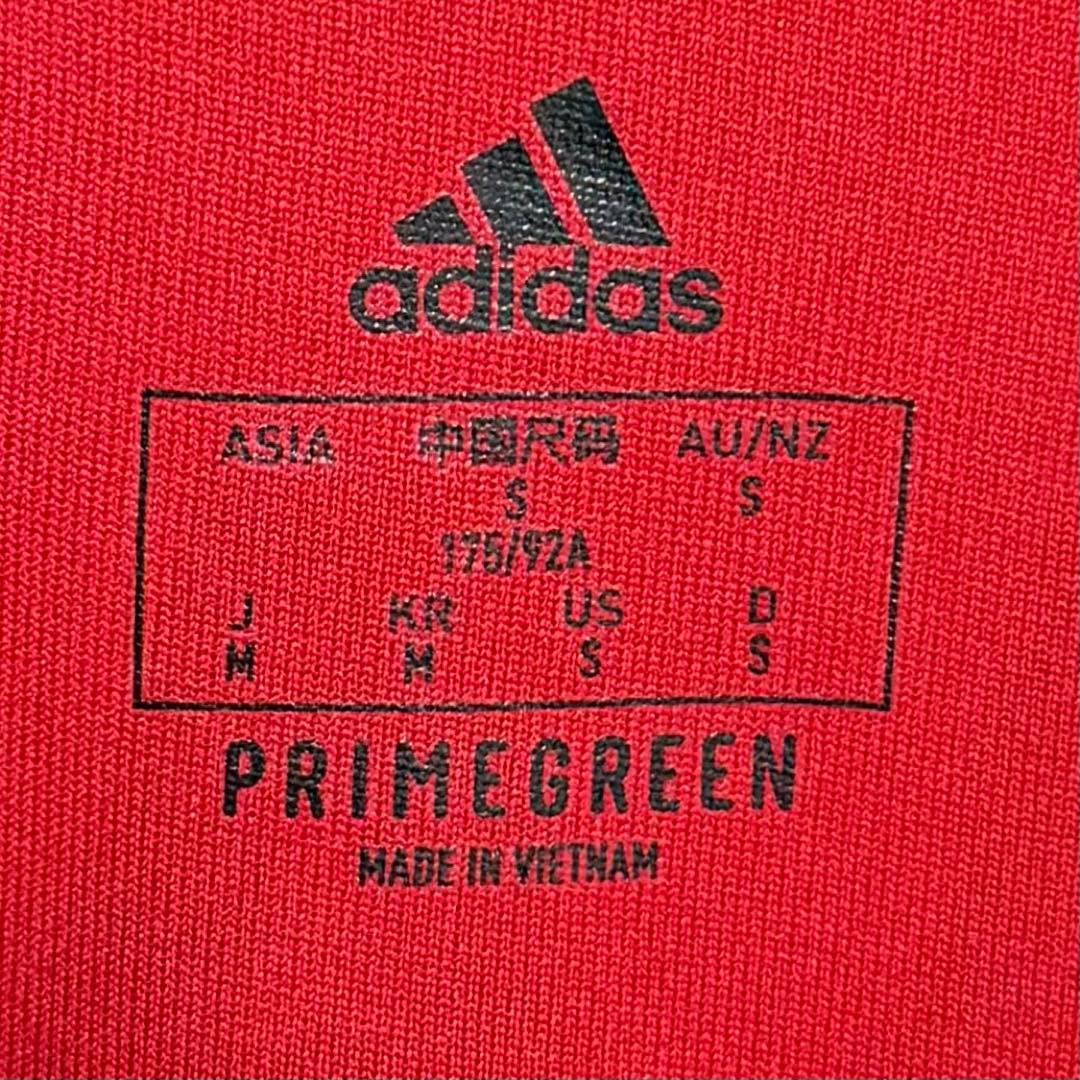 adidas
ASIA 中国尺码 AU/NZ
S S
175/92A
J KR US D
M M S S
PRIMEGREEN
MADE IN VIETNAM